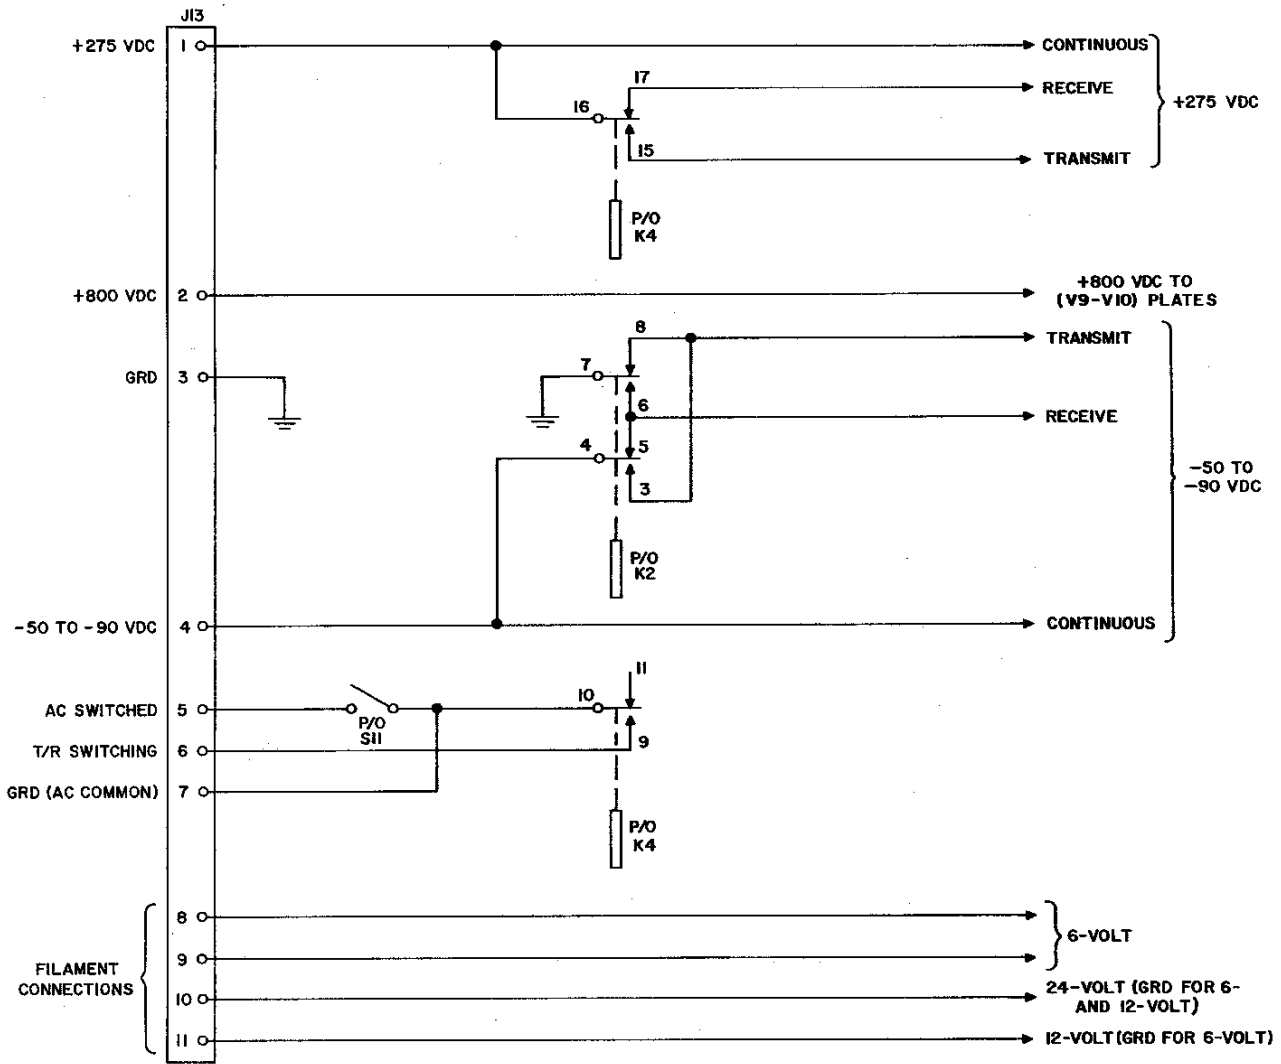 J13
+275 VDC
1
CONTINUOUS
17
RECEIVE
16
+275 VDC
15
TRANSMIT
P/O
K4
+800 VDC
2
+800 VDC TO
(V9-V10) PLATES
8
TRANSMIT
GRD
3
7
6
RECEIVE
4
5
-50 TO
-90 VDC
3
P/O
K2
-50 TO -90 VDC
4
CONTINUOUS
11
AC SWITCHED
5
10
P/O
S11
T/R SWITCHING
6
9
GRD (AC COMMON)
7
P/O
K4
8
6-VOLT
9
FILAMENT
CONNECTIONS
10
24-VOLT (GRD FOR 6-
AND 12-VOLT)
11
12-VOLT (GRD FOR 6-VOLT)